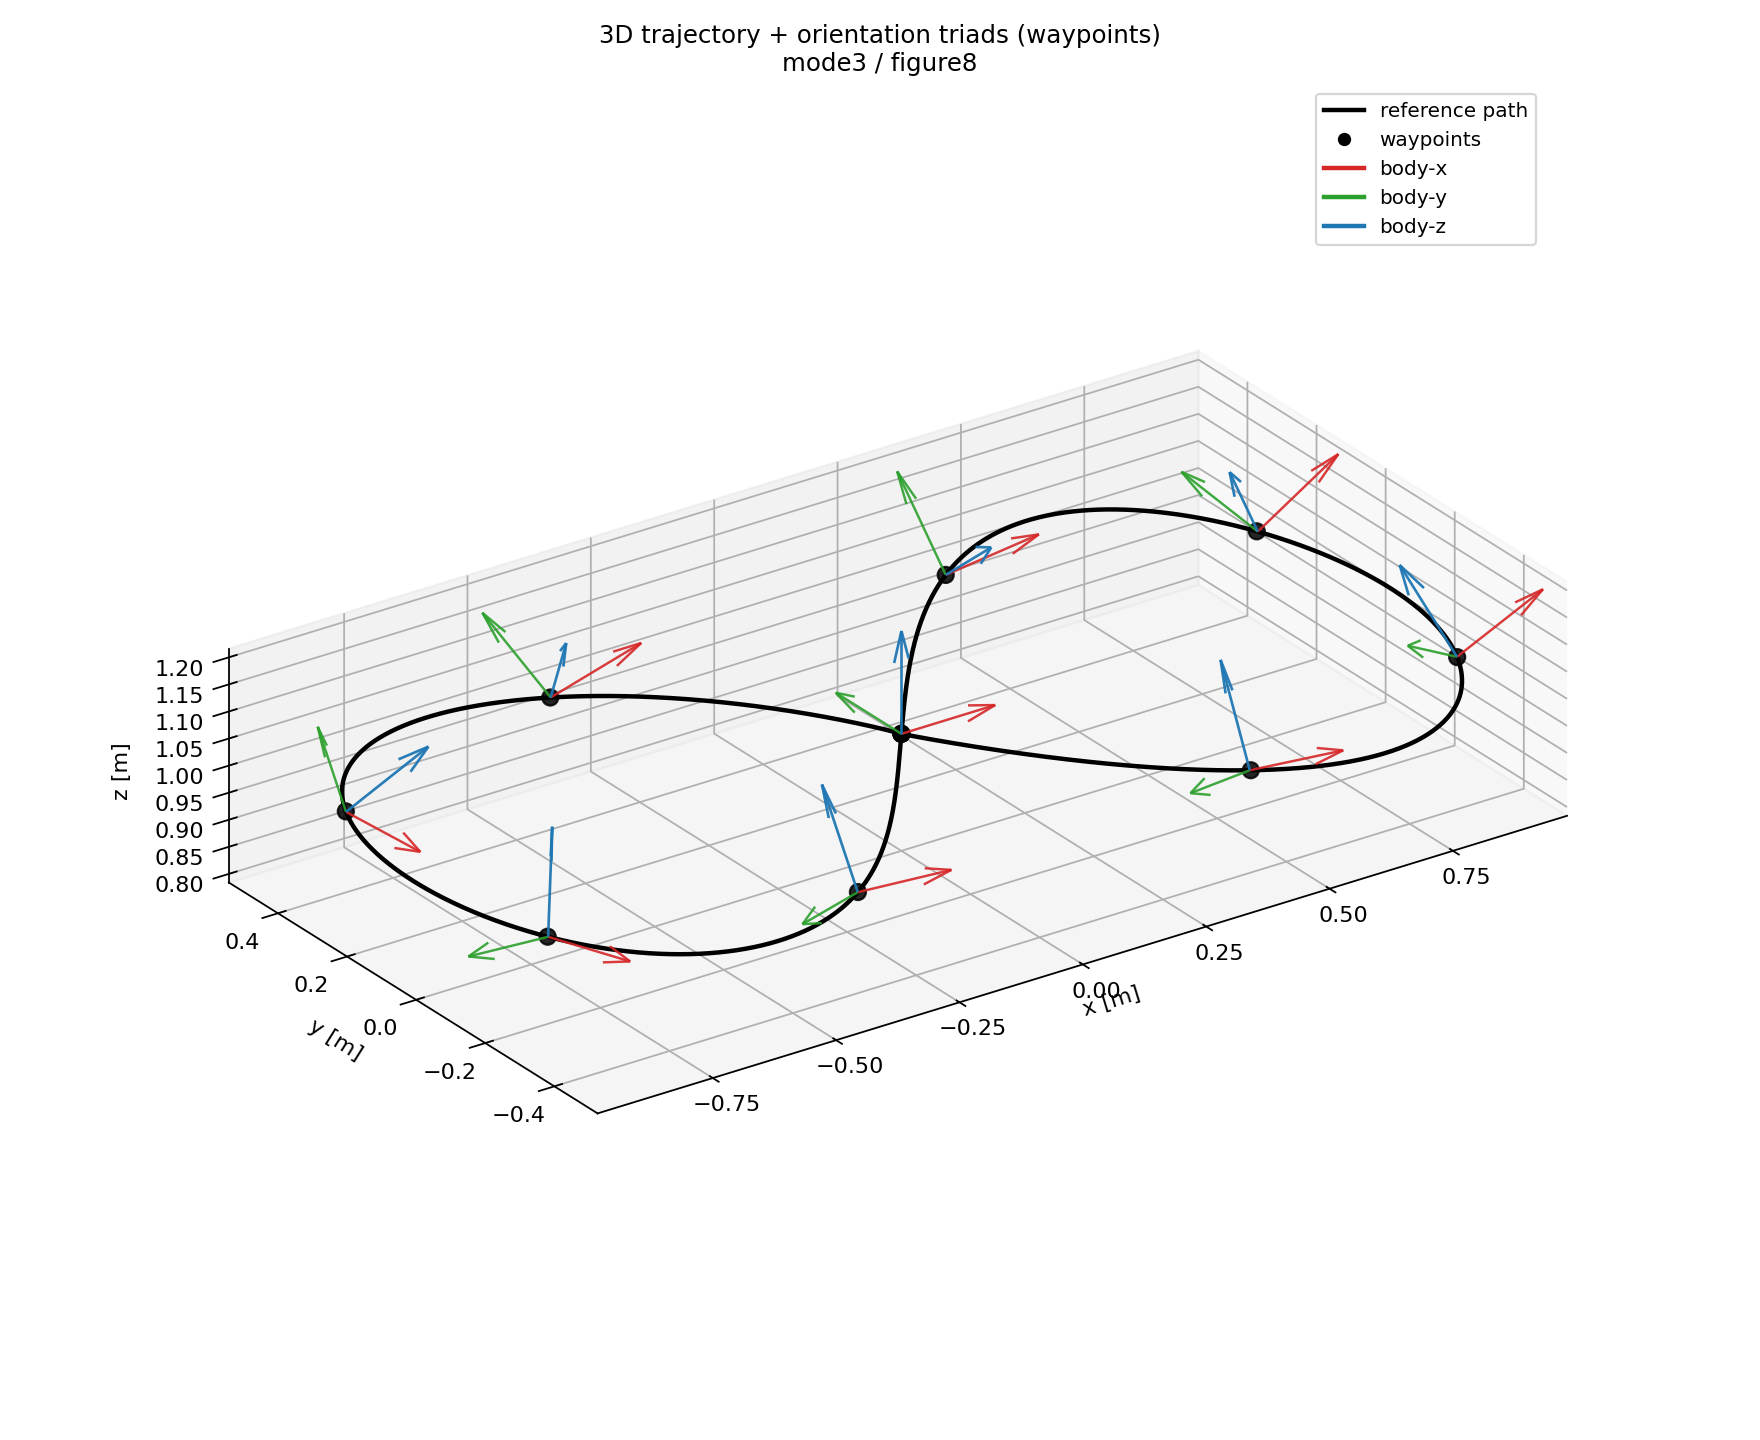 3D trajectory + orientation triads (waypoints)
mode3 / figure8
reference path
waypoints
body-x
body-y
body-z
z [m]
1.20
1.15
1.10
1.05
1.00
0.95
0.90
0.85
0.80
0.4
0.2
0.0
−0.2
−0.4
y [m]
−0.75
−0.50
−0.25
0.00
0.25
0.50
0.75
x [m]